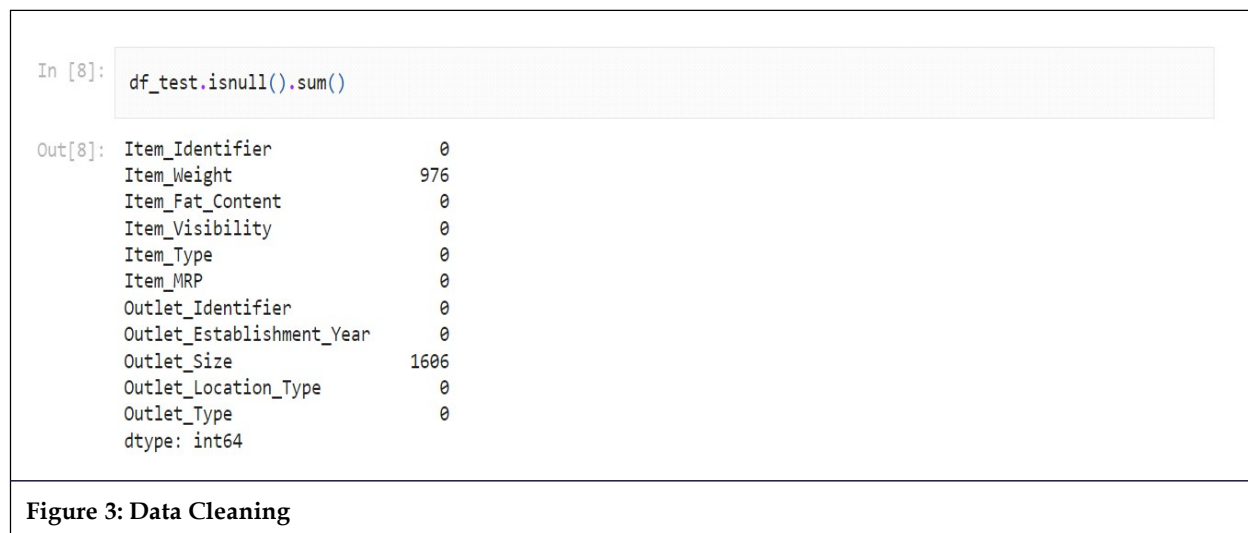 In [8]:
df_test.isnull().sum()
Out[8]:
Item_Identifier 0
Item_Weight 976
Item_Fat_Content 0
Item_Visibility 0
Item_Type 0
Item_MRP 0
Outlet_Identifier 0
Outlet_Establishment_Year 0
Outlet_Size 1606
Outlet_Location_Type 0
Outlet_Type 0
dtype: int64
Figure 3: Data Cleaning